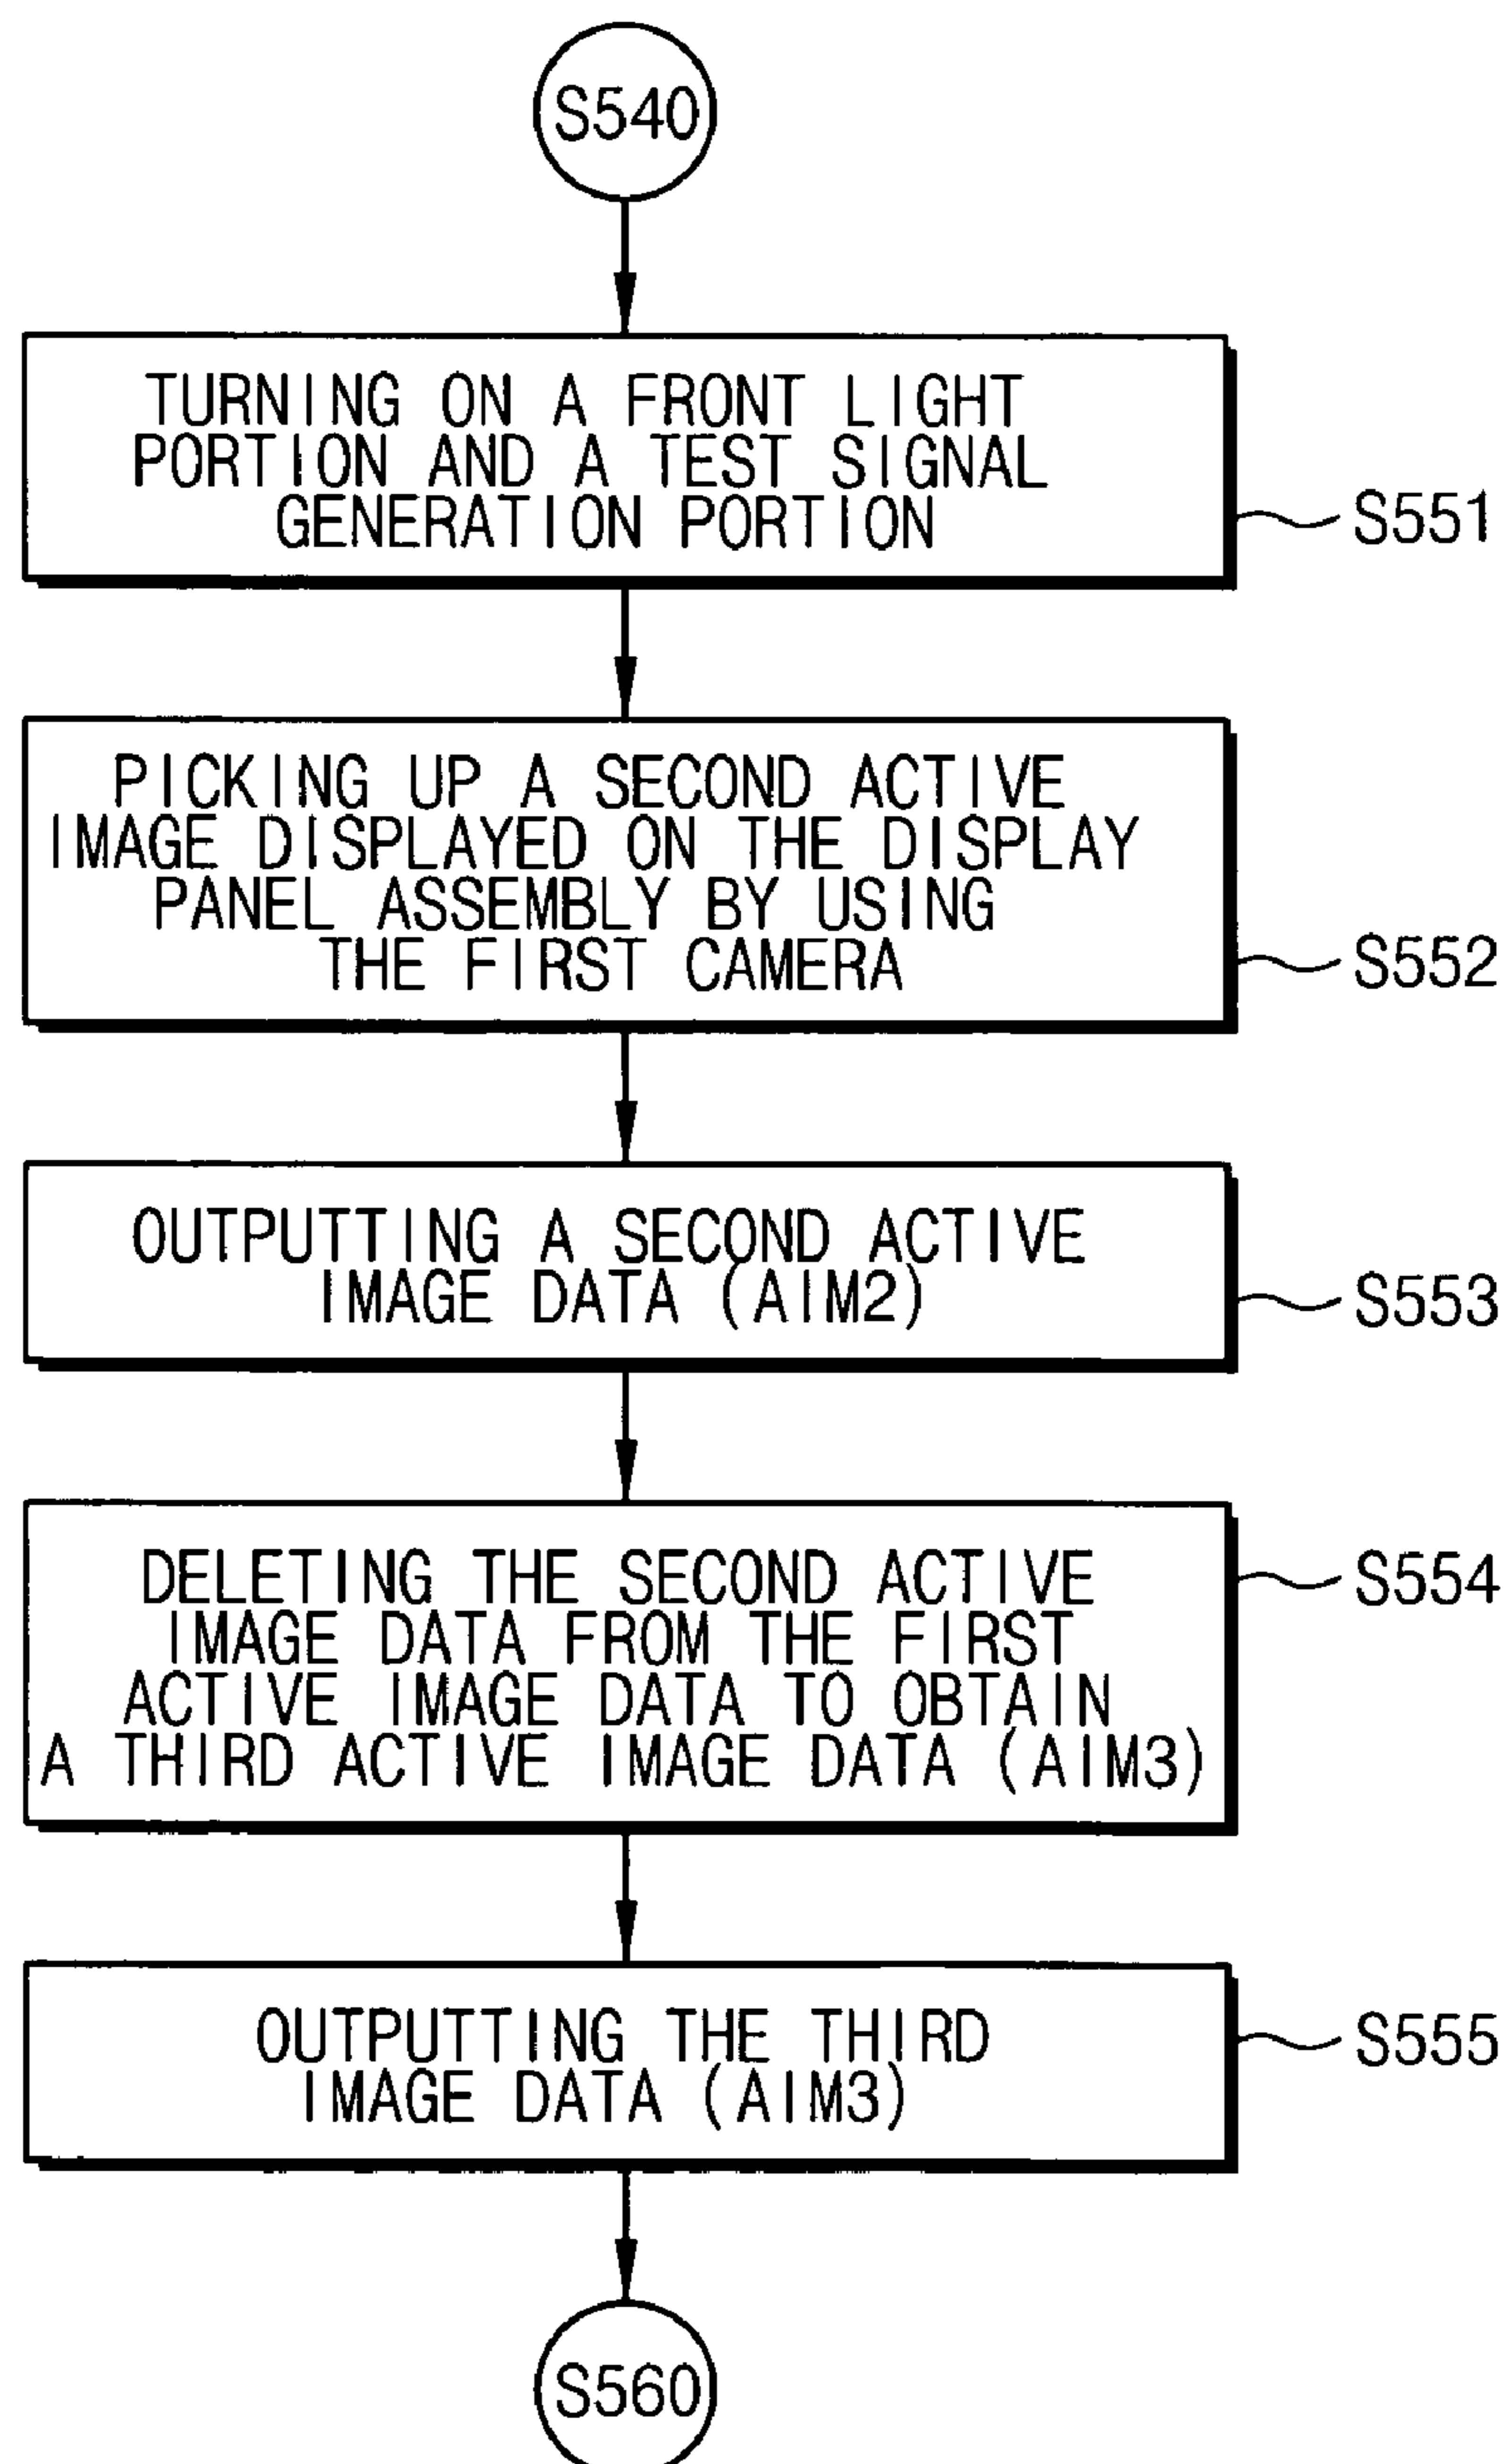 S540
TURNING ON A FRONT LIGHT
PORTION AND A TEST SIGNAL
GENERATION PORTION
S551
PICKING UP A SECOND ACTIVE
IMAGE DISPLAYED ON THE DISPLAY
PANEL ASSEMBLY BY USING
THE FIRST CAMERA
S552
OUTPUTTING A SECOND ACTIVE
IMAGE DATA (AIM2)
S553
DELETING THE SECOND ACTIVE
IMAGE DATA FROM THE FIRST
ACTIVE IMAGE DATA TO OBTAIN
A THIRD ACTIVE IMAGE DATA (AIM3)
S554
OUTPUTTING THE THIRD
IMAGE DATA (AIM3)
S555
S560